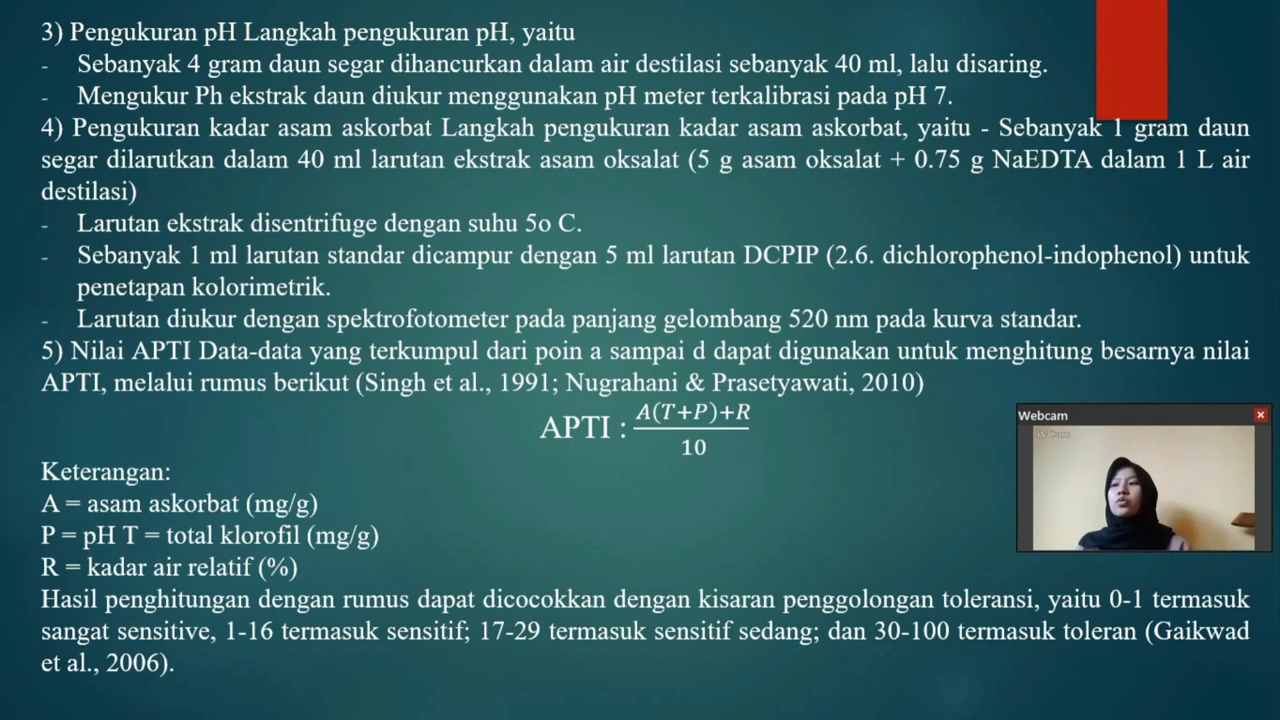 3) Pengukuran pH Langkah pengukuran pH, yaitu
- Sebanyak 4 gram daun segar dihancurkan dalam air destilasi sebanyak 40 ml, lalu disaring.
- Mengukur Ph ekstrak daun diukur menggunakan pH meter terkalibrasi pada pH 7.
4) Pengukuran kadar asam askorbat Langkah pengukuran kadar asam askorbat, yaitu - Sebanyak 1 gram daun
segar dilarutkan dalam 40 ml larutan ekstrak asam oksalat (5 g asam oksalat + 0.75 g NaEDTA dalam 1 L air
destilasi)
- Larutan ekstrak disentrifuge dengan suhu 5o C.
- Sebanyak 1 ml larutan standar dicampur dengan 5 ml larutan DCPIP (2.6. dichlorophenol-indophenol) untuk
penetapan kolorimetrik.
- Larutan diukur dengan spektrofotometer pada panjang gelombang 520 nm pada kurva standar.
5) Nilai APTI Data-data yang terkumpul dari poin a sampai d dapat digunakan untuk menghitung besarnya nilai
APTI, melalui rumus berikut (Singh et al., 1991; Nugrahani & Prasetyawati, 2010)
APTI : A(T+P)+R
10
Webcam
Keterangan:
A = asam askorbat (mg/g)
P = pH T = total klorofil (mg/g)
R = kadar air relatif (%)
Hasil penghitungan dengan rumus dapat dicocokkan dengan kisaran penggolongan toleransi, yaitu 0-1 termasuk
sangat sensitive, 1-16 termasuk sensitif; 17-29 termasuk sensitif sedang; dan 30-100 termasuk toleran (Gaikwad
et al., 2006).